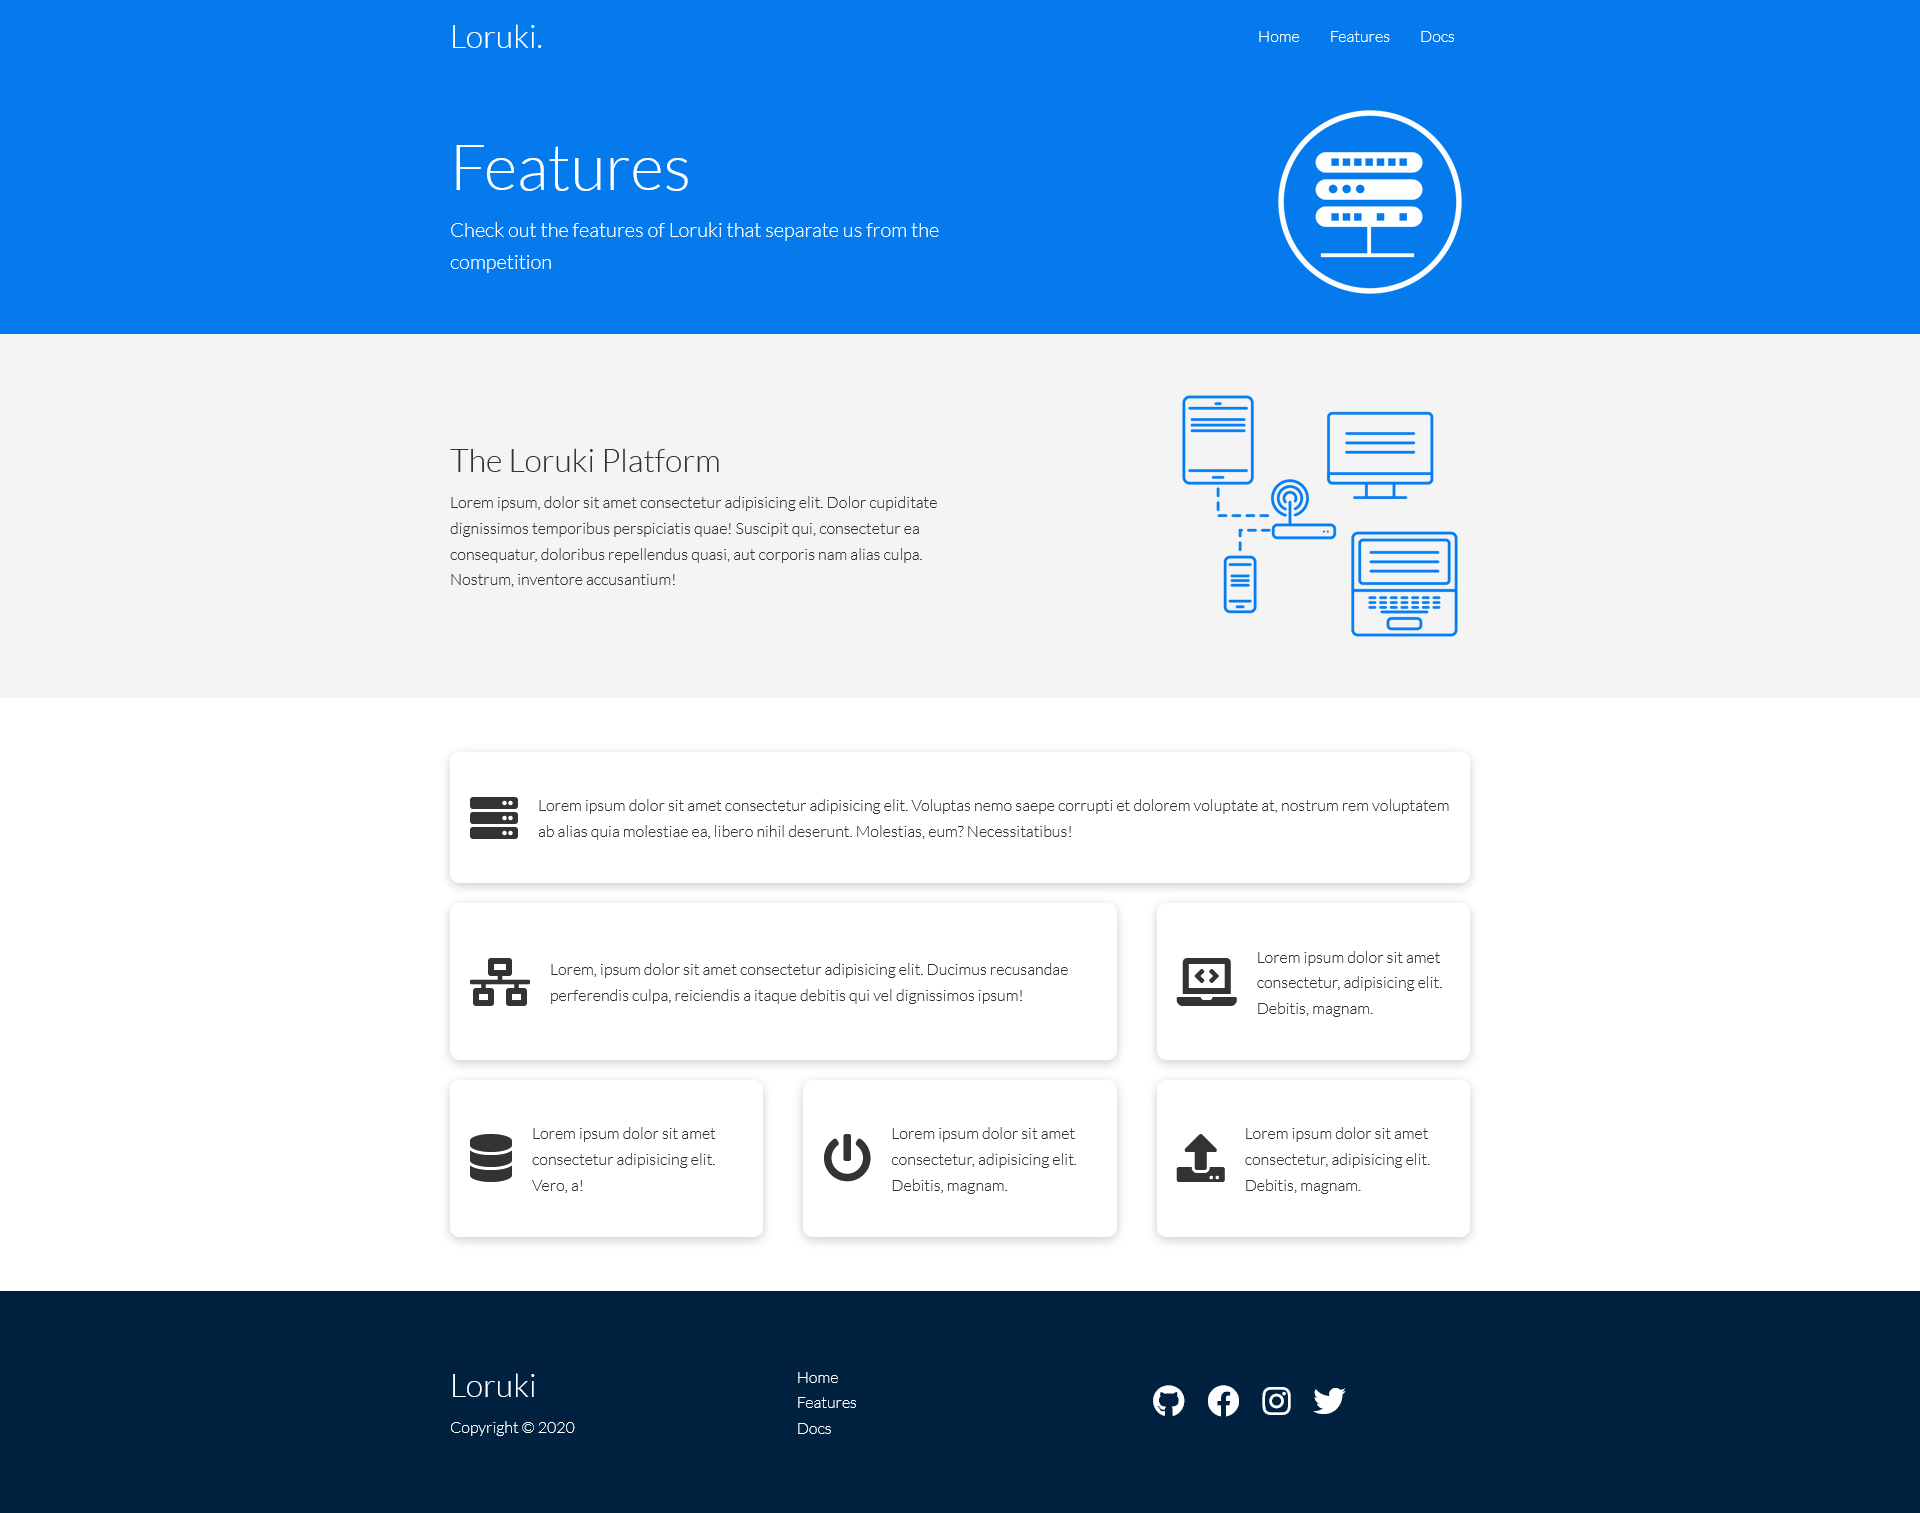 Loruki.
Home Features Docs
Features
Check out the features of Loruki that separate us from the
competition
The Loruki Platform
Lorem ipsum, dolor sit amet consectetur adipisicing elit. Dolor cupiditate
dignissimos temporibus perspiciatis quae! Suscipit qui, consectetur ea
consequatur, doloribus repellendus quasi, aut corporis nam alias culpa.
Nostrum, inventore accusantium!
Lorem ipsum dolor sit amet consectetur adipisicing elit. Voluptas nemo saepe corrupti et dolorem voluptate at, nostrum rem voluptatem
ab alias quia molestiae ea, libero nihil deserunt. Molestias, eum? Necessitatibus!
Lorem, ipsum dolor sit amet consectetur adipisicing elit. Ducimus recusandae
perferendis culpa, reiciendis a itaque debitis qui vel dignissimos ipsum!
Lorem ipsum dolor sit amet
consectetur, adipisicing elit.
Debitis, magnam.
Lorem ipsum dolor sit amet
consectetur adipisicing elit.
Vero, a!
Lorem ipsum dolor sit amet
consectetur, adipisicing elit.
Debitis, magnam.
Lorem ipsum dolor sit amet
consectetur, adipisicing elit.
Debitis, magnam.
Loruki
Copyright © 2020
Home
Features
Docs